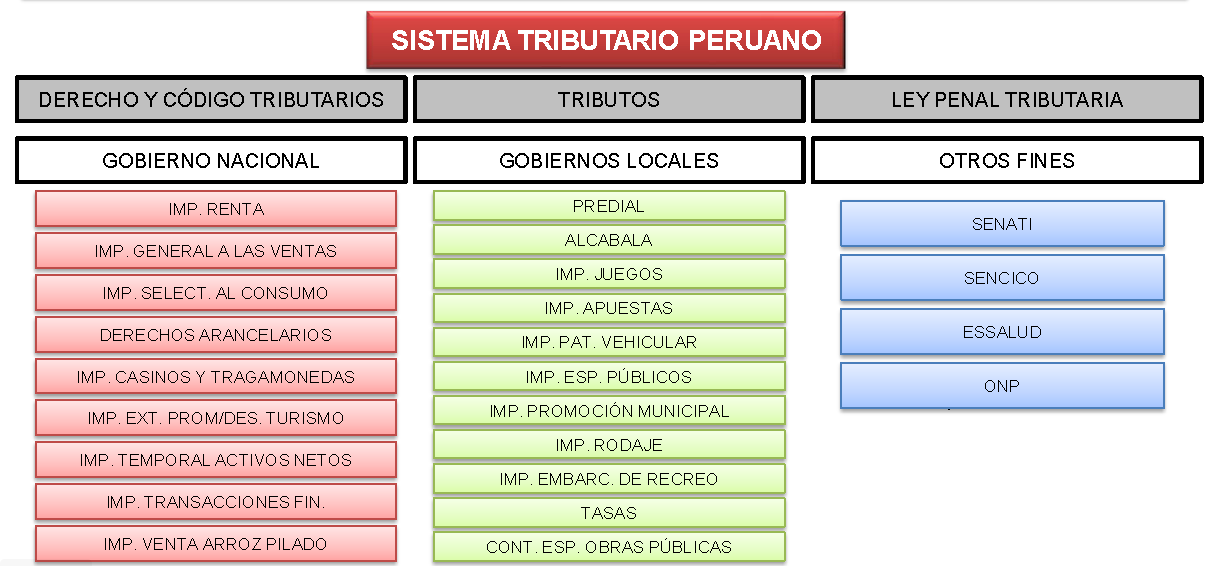 SISTEMA TRIBUTARIO PERUANO
DERECHO Y CÓDIGO TRIBUTARIOS
TRIBUTOS
LEY PENAL TRIBUTARIA
GOBIERNO NACIONAL
GOBIERNOS LOCALES
OTROS FINES
IMP. RENTA
IMP. GENERAL A LAS VENTAS
IMP. SELECT. AL CONSUMO
DERECHOS ARANCELARIOS
IMP. CASINOS Y TRAGAMONEDAS
IMP. EXT. PROM/DES. TURISMO
IMP. TEMPORAL ACTIVOS NETOS
IMP. TRANSACCIONES FIN.
IMP. VENTA ARROZ PILADO
PREDIAL
ALCABALA
IMP. JUEGOS
IMP. APUESTAS
IMP. PAT. VEHICULAR
IMP. ESP. PÚBLICOS
IMP. PROMOCIÓN MUNICIPAL
IMP. RODAJE
IMP. EMBARC. DE RECREO
TASAS
CONT. ESP. OBRAS PÚBLICAS
SENATI
SENCICO
ESSALUD
ONP